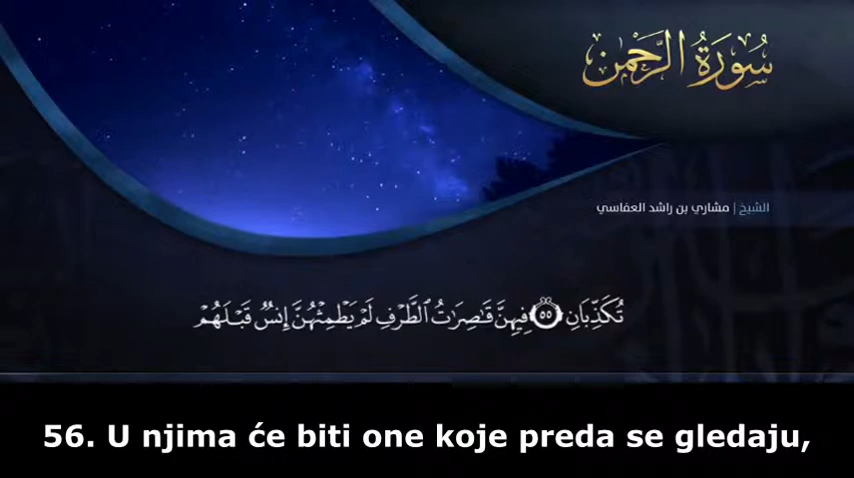 سُورَةُ الرَّحْمٰن
الشيخ | مشاري بن راشد العفاسي
تُكَذِّبَانِ ٥٥ فِيهِنَّ قَٰصِرَٰتُ ٱلطَّرْفِ لَمْ يَطْمِثْهُنَّ إِنسٌ قَبْلَهُمْ
56. U njima će biti one koje preda se gledaju,